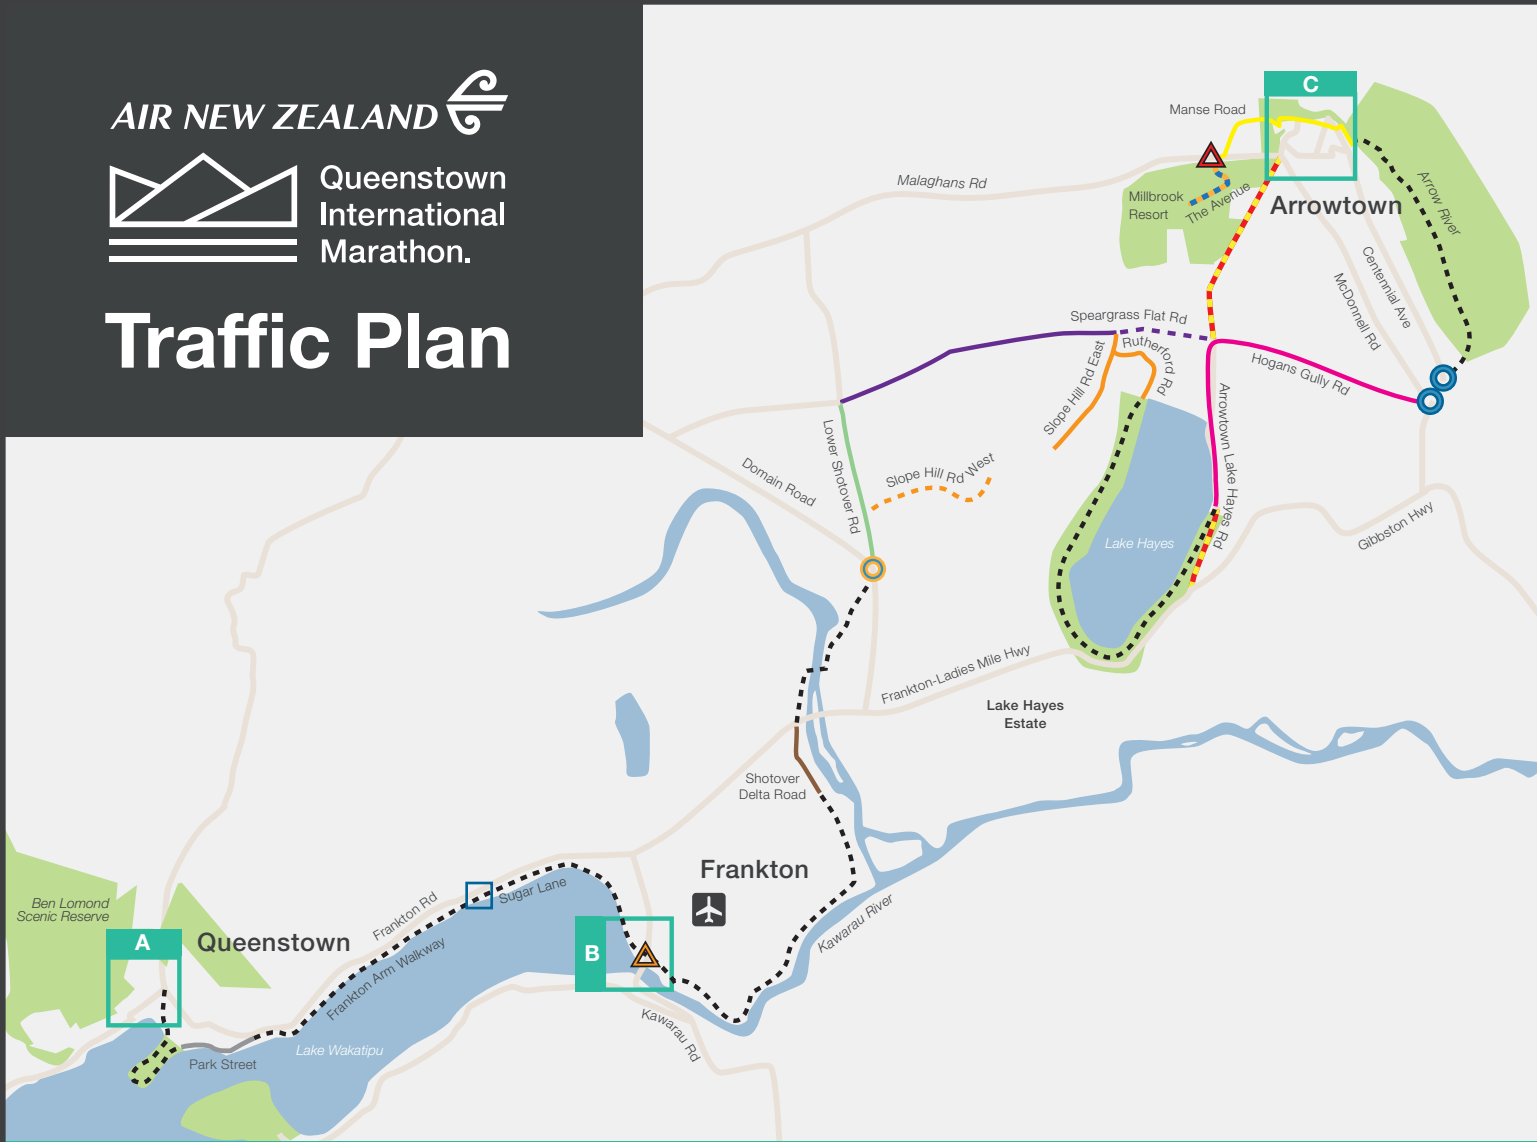 AIR NEW ZEALAND
Queenstown
International
Marathon.
Traffic Plan
C
Manse Road
Malaghans Rd
Millbrook
Resort
The Avenue
Arrowtown
Arrow River
Centennial Ave
McDonnell Rd
Speargrass Flat Rd
Rutherford Rd
Slope Hill Rd East
Hogans Gully Rd
Arrowtown Lake Hayes Rd
Lower Shotover Rd
Domain Road
Slope Hill Rd West
Lake Hayes
Gibbston Hwy
Frankton-Ladies Mile Hwy
Lake Hayes
Estate
Shotover
Delta Road
Frankton
Kawarau River
Sugar Lane
Frankton Rd
Frankton Arm Walkway
B
Kawarau Rd
Ben Lomond
Scenic Reserve
A
Queenstown
Lake Wakatipu
Park Street